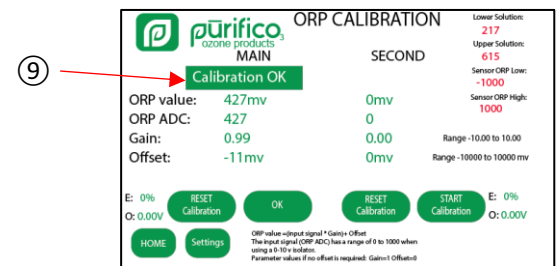 ORP CALIBRATION
pūrifico
ozone products 3
Lower Solution:
217
Upper Solution:
615
Sensor ORP Low:
-1000
Sensor ORP High:
1000
MAIN SECOND
⑨
Calibration OK
ORP value: 427mv 0mv
ORP ADC: 427 0
Gain: 0.99 0.00 Range -10.00 to 10.00
Offset: -11mv 0mv Range -10000 to 10000 mv
E: 0%
O: 0.00V
RESET
Calibration
OK
RESET
Calibration
START
Calibration
E: 0%
O: 0.00V
HOME
Settings
ORP value =(input signal * Gain)+ Offset
The input signal (ORP ADC) has a range of 0 to 1000 when
using a 0-10 v isolator.
Parameter values if no offset is required: Gain=1 Offset=0